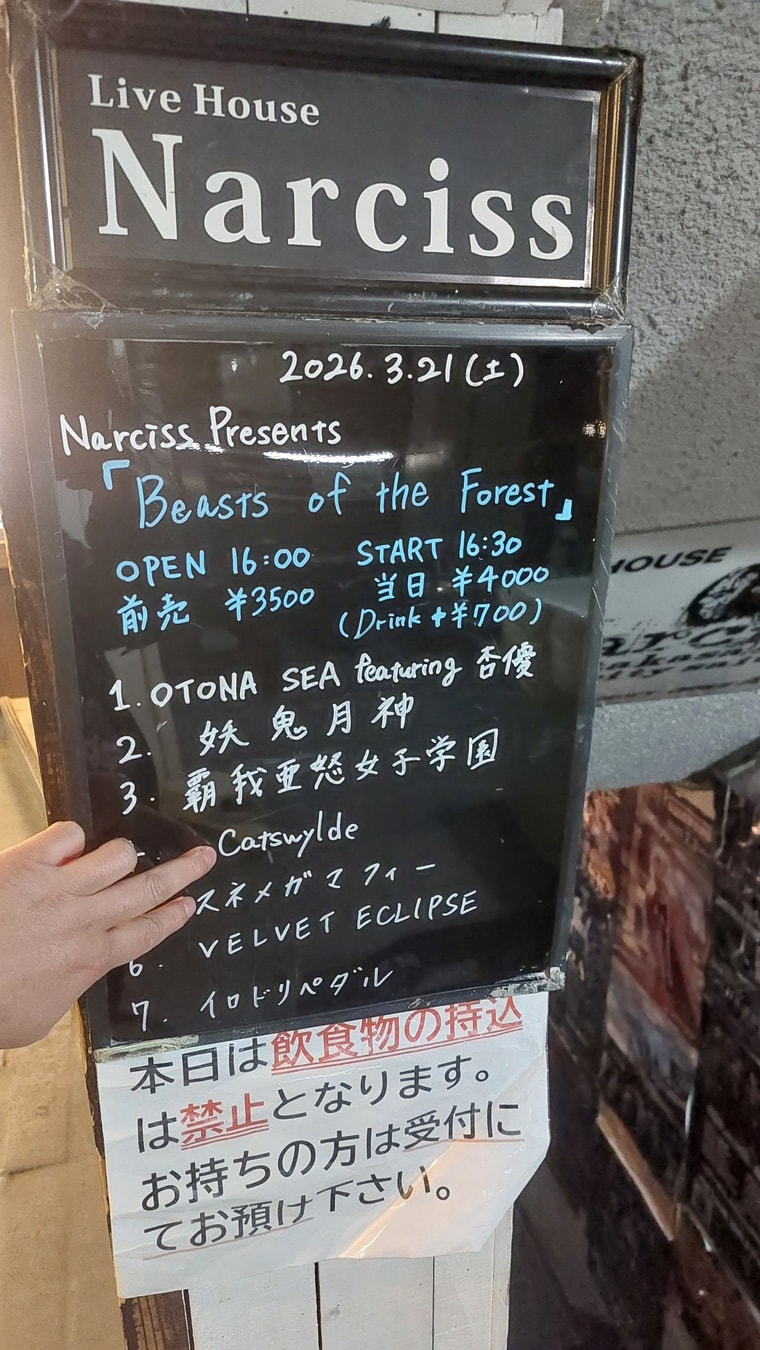 Live House
Narciss
2026.3.21(土)
Narciss Presents
「Beasts of the Forest」
OPEN 16:00 START 16:30
前売 ¥3500 当日 ¥4000
(Drink +¥700)
1. OTONA SEA featuring 杏優
2. 妖鬼月神
3. 覇我亜怒女子学園
Catswylde
スネメガマフィー
6. VELVET ECLIPSE
7. イロドリペダル
本日は飲食物の持込
は禁止となります。
お持ちの方は受付に
てお預け下さい。
HOUSE